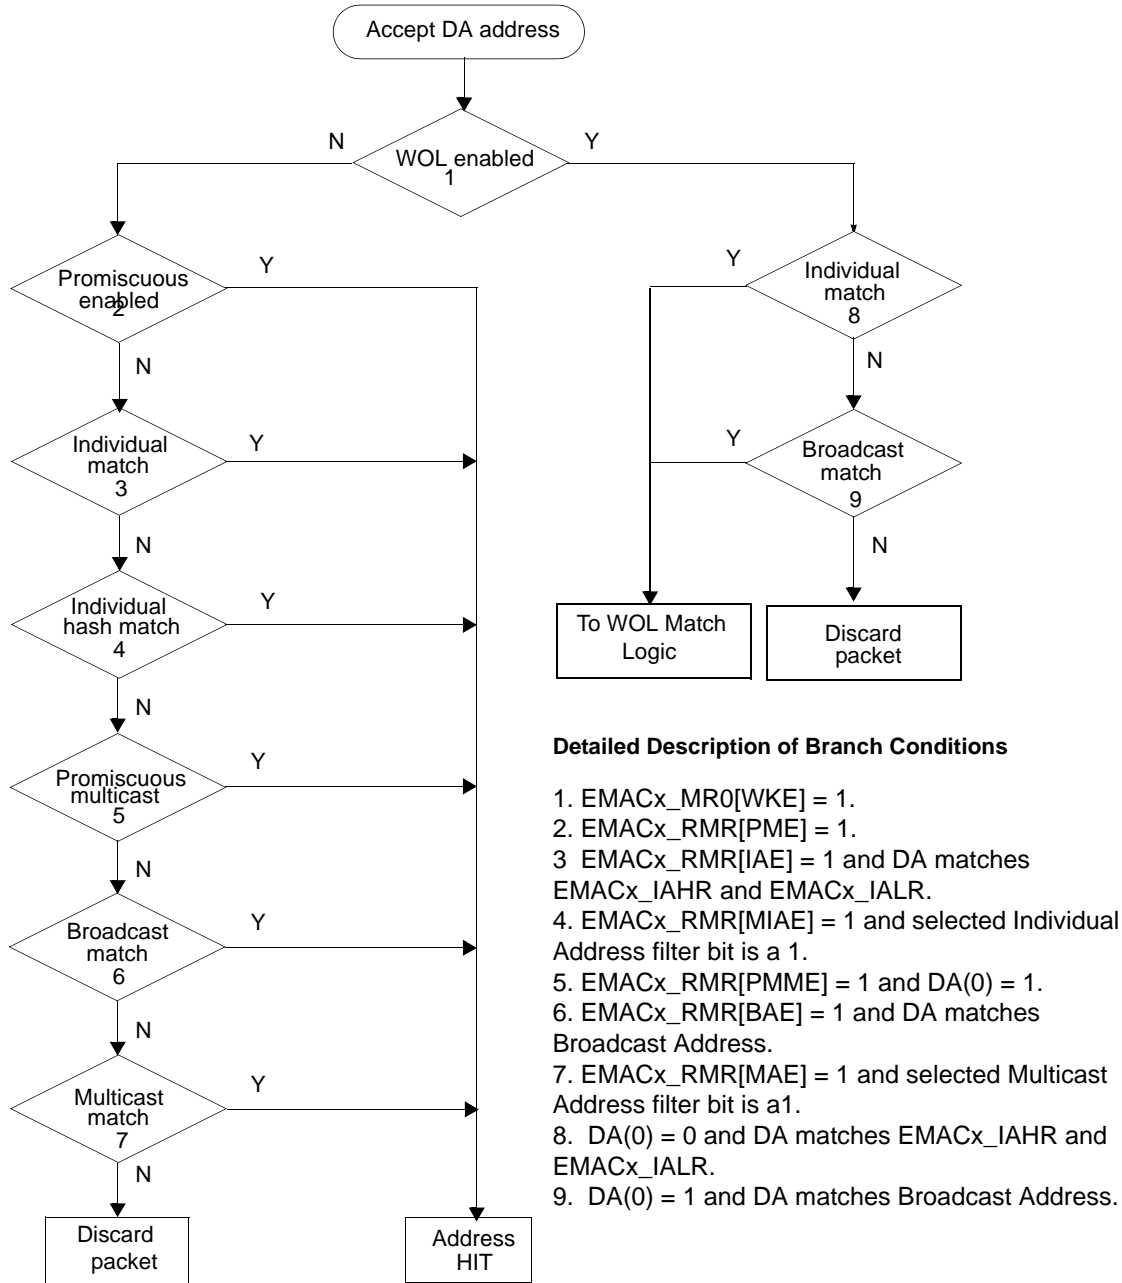 Accept DA address
N
Y
WOL enabled
1
Promiscuous
enabled
2
Y
N
Individual
match
3
Y
N
Individual
hash match
4
Y
N
Promiscuous
multicast
5
Y
N
Broadcast
match
6
Y
N
Multicast
match
7
Y
N
Discard
packet
Address
HIT
Y
Individual
match
8
N
Y
Broadcast
match
9
N
To WOL Match
Logic
Discard
packet
Detailed Description of Branch Conditions
1. EMACx_MR0[WKE] = 1.
2. EMACx_RMR[PME] = 1.
3 EMACx_RMR[IAE] = 1 and DA matches
EMACx_IAHR and EMACx_IALR.
4. EMACx_RMR[MIAE] = 1 and selected Individual
Address filter bit is a 1.
5. EMACx_RMR[PMME] = 1 and DA(0) = 1.
6. EMACx_RMR[BAE] = 1 and DA matches
Broadcast Address.
7. EMACx_RMR[MAE] = 1 and selected Multicast
Address filter bit is a1.
8. DA(0) = 0 and DA matches EMACx_IAHR and
EMACx_IALR.
9. DA(0) = 1 and DA matches Broadcast Address.